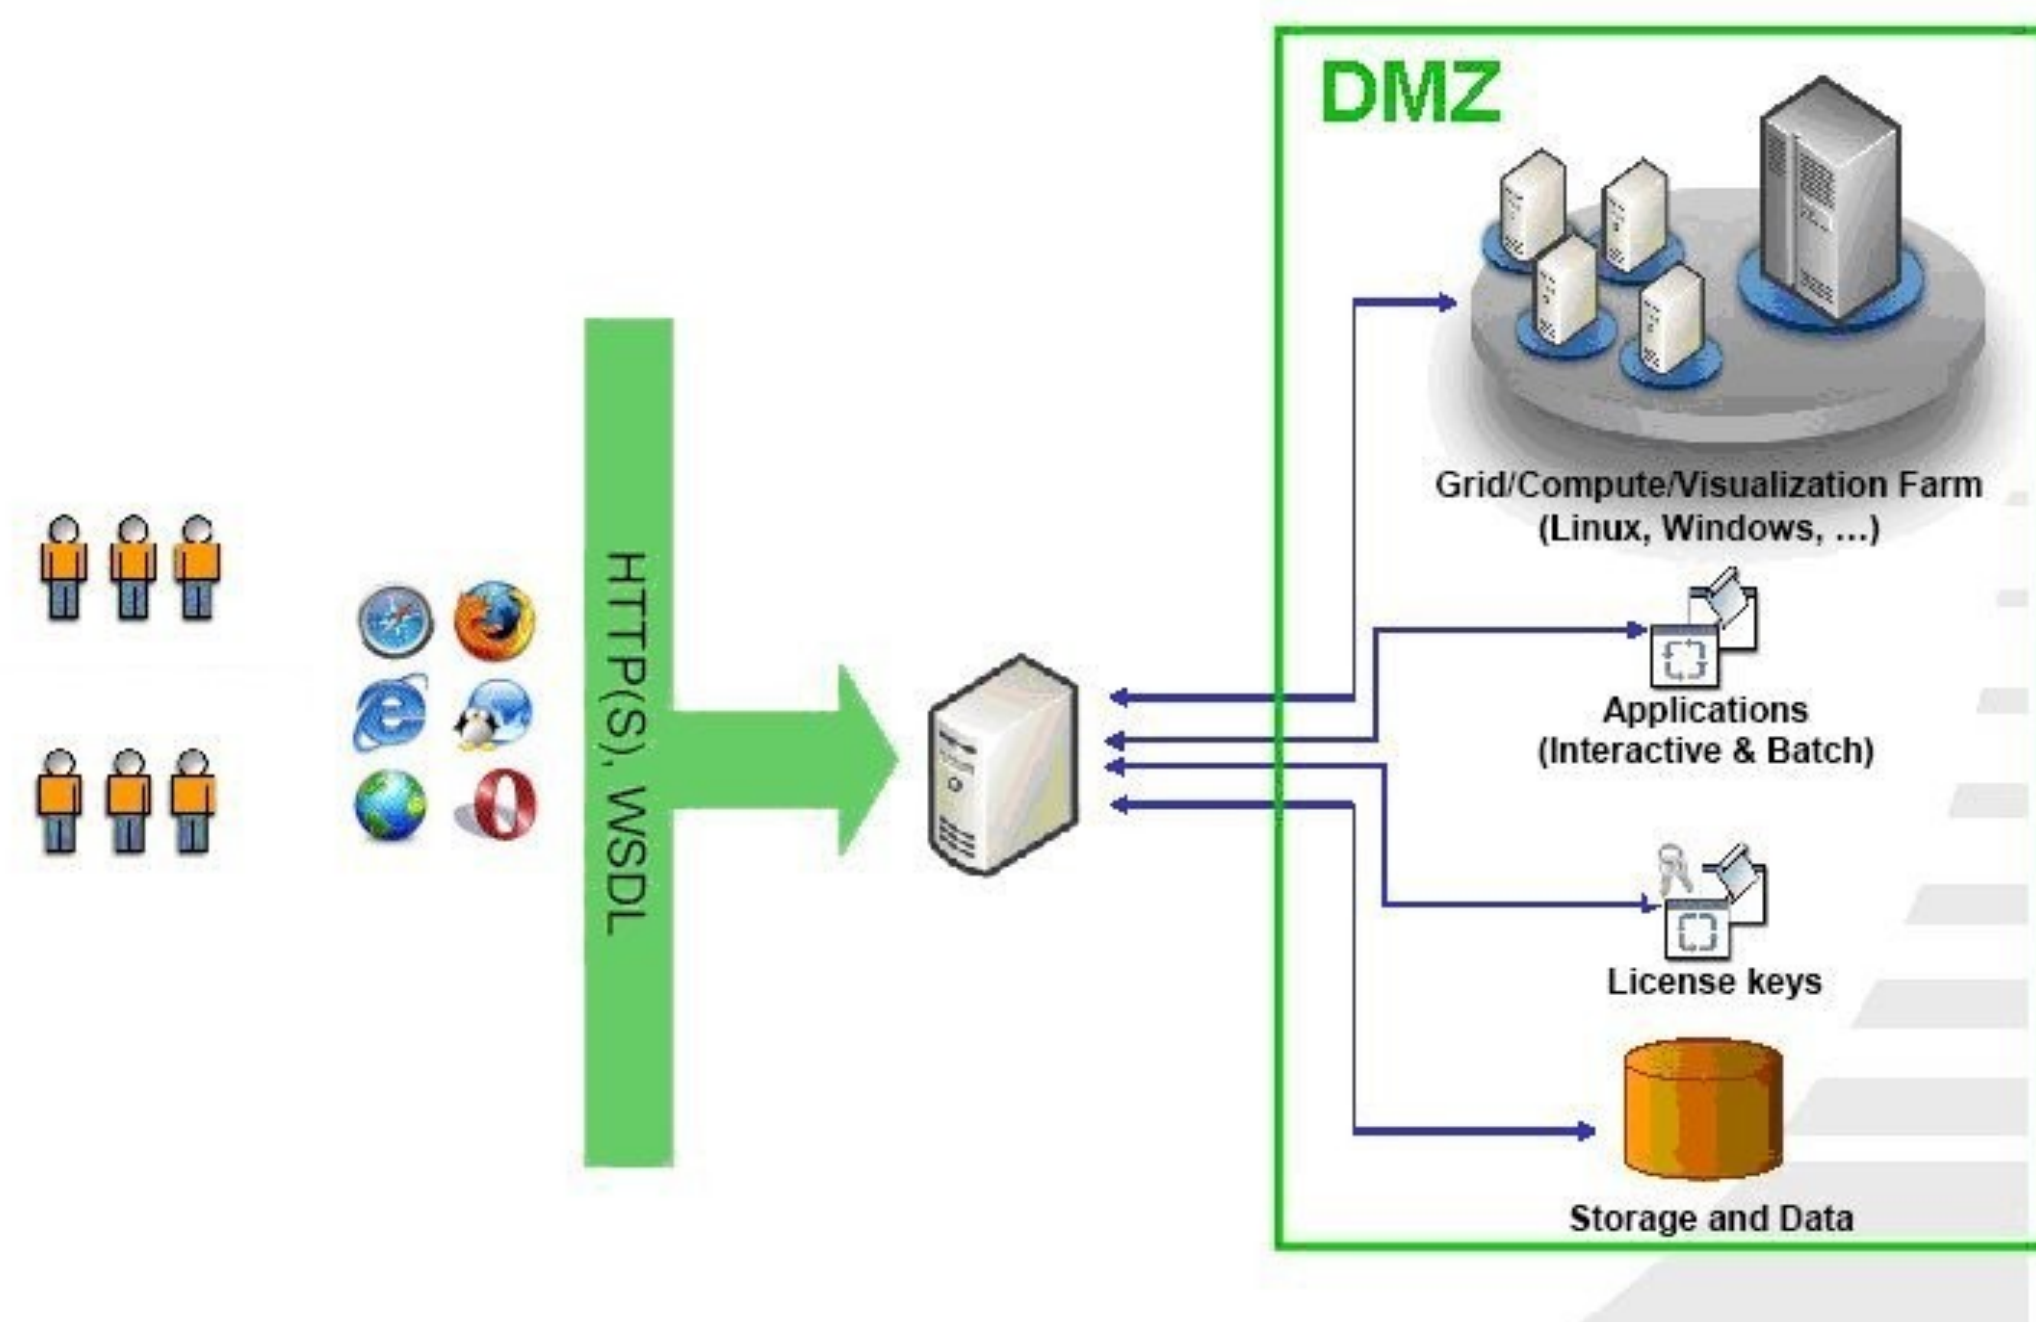 DMZ
HTTP(S), WSDL
Grid/Compute/Visualization Farm
(Linux, Windows, ...)
Applications
(Interactive & Batch)
License keys
Storage and Data